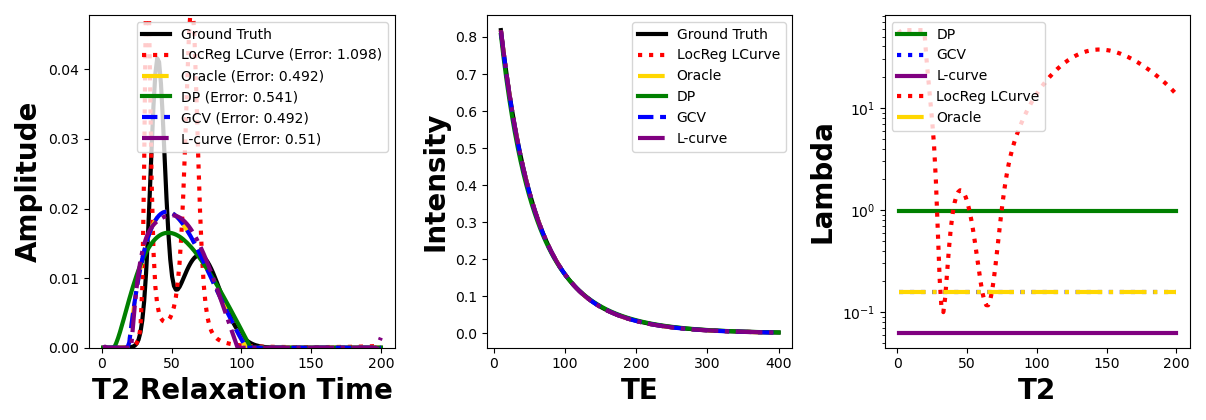 Amplitude
0.04
0.03
0.02
0.01
0.00
0
50
100
150
200
T2 Relaxation Time
Ground Truth
LocReg LCurve (Error: 1.098)
Oracle (Error: 0.492)
DP (Error: 0.541)
GCV (Error: 0.492)
L-curve (Error: 0.51)
Intensity
0.8
0.7
0.6
0.5
0.4
0.3
0.2
0.1
0.0
0
100
200
300
400
TE
Ground Truth
LocReg LCurve
Oracle
DP
GCV
L-curve
Lambda
10¹
10⁰
10⁻¹
0
50
100
150
200
T2
DP
GCV
L-curve
LocReg LCurve
Oracle